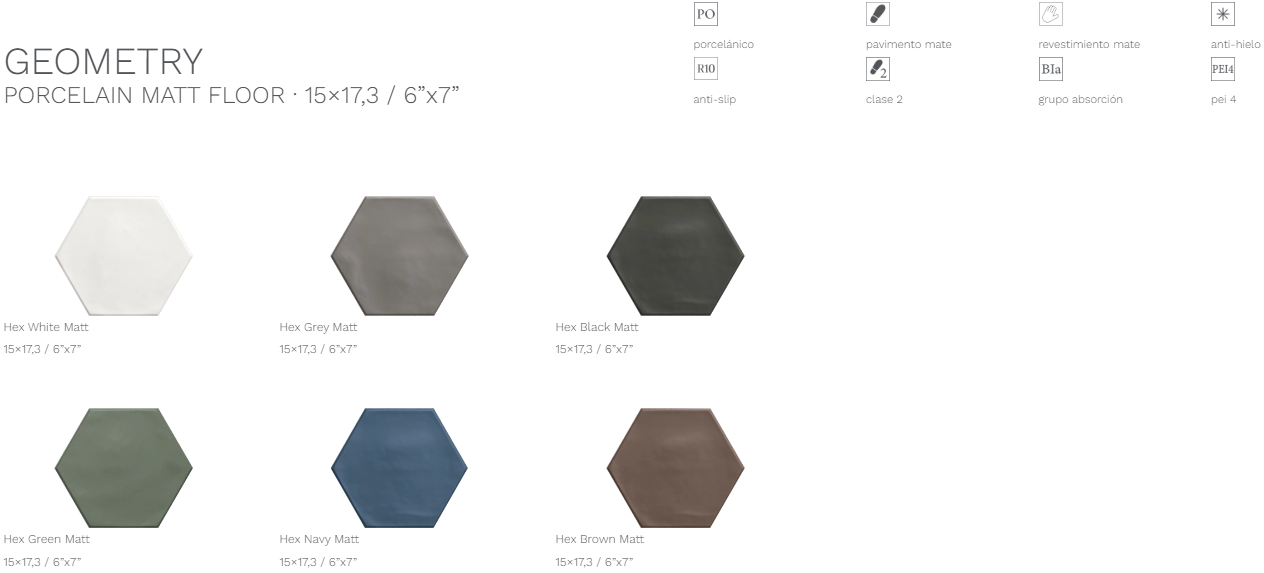 GEOMETRY
PORCELAIN MATT FLOOR · 15×17,3 / 6”x7”
PO
porcelánico
pavimento mate
revestimiento mate
anti-hielo
R10
anti-slip
2
clase 2
BIa
grupo absorción
PEI4
pei 4
Hex White Matt
15×17,3 / 6”x7”
Hex Grey Matt
15×17,3 / 6”x7”
Hex Black Matt
15×17,3 / 6”x7”
Hex Green Matt
15×17,3 / 6”x7”
Hex Navy Matt
15×17,3 / 6”x7”
Hex Brown Matt
15×17,3 / 6”x7”